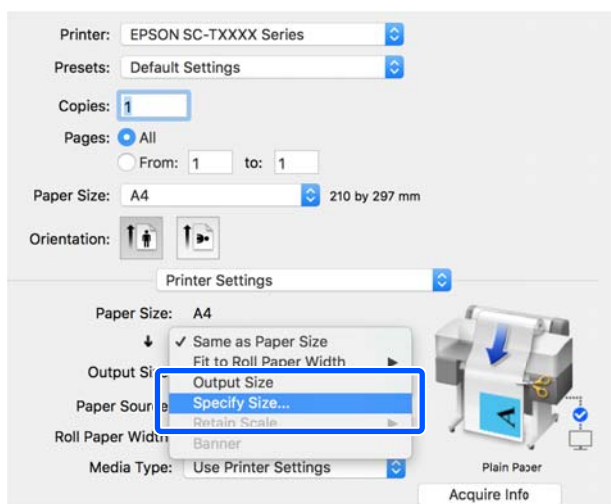 Printer: EPSON SC-TXXXX Series
Presets: Default Settings
Copies: 1
Pages: All
From: 1 to: 1
Paper Size: A4 210 by 297 mm
Orientation:
Printer Settings
Paper Size: A4
✓ Same as Paper Size
Fit to Roll Paper Width
Output Size
Specify Size...
Paper Source
Retain Scale
Roll Paper Width
Banner
Media Type: Use Printer Settings
Plain Paper
Acquire Info